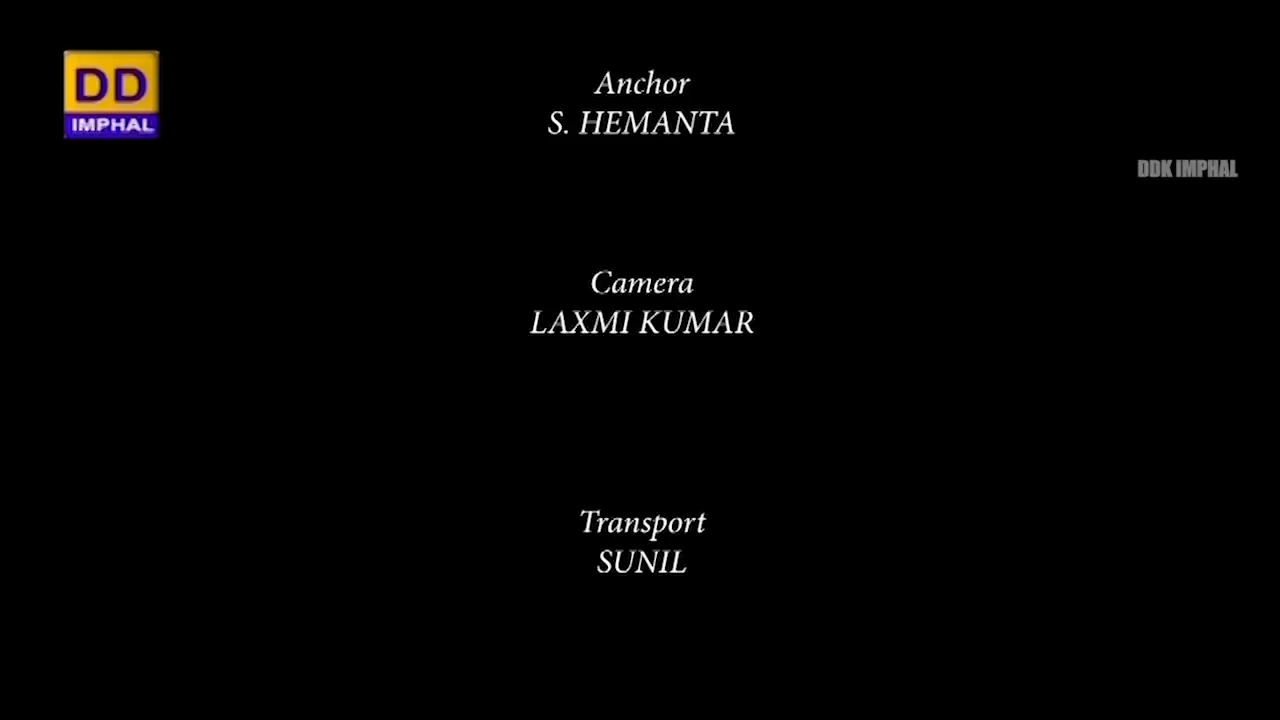 DD
IMPHAL
Anchor
S. HEMANTA
DDK IMPHAL
Camera
LAXMI KUMAR
Transport
SUNIL